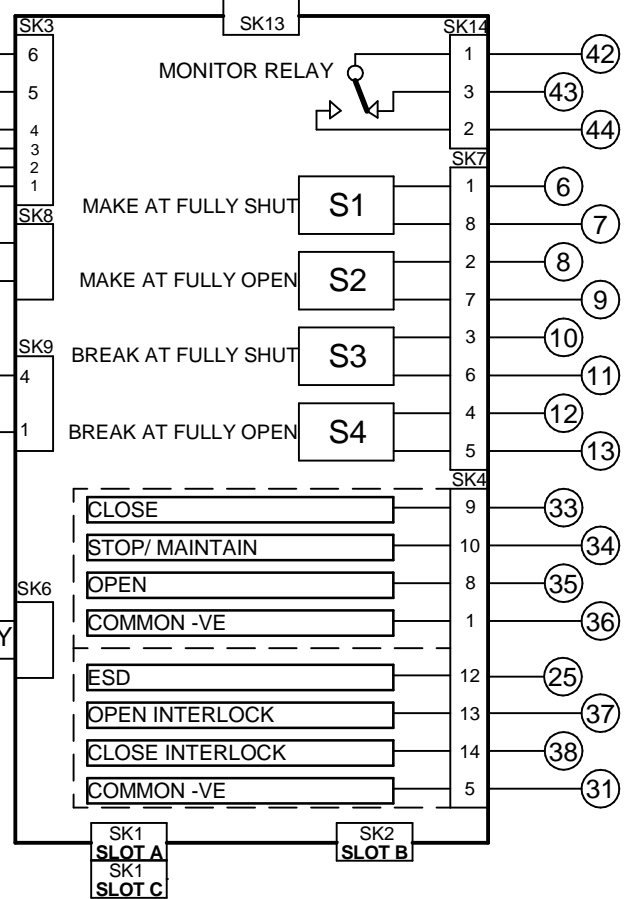 SK3 SK13 SK14
6 1 42
MONITOR RELAY
5 3 43
4 2 44
3
2 SK7
1 MAKE AT FULLY SHUT S1 1 6
SK8 8 7
MAKE AT FULLY OPEN S2 2 8
7 9
SK9 BREAK AT FULLY SHUT S3 3 10
4 6 11
1 BREAK AT FULLY OPEN S4 4 12
5 13
SK4
CLOSE 9 33
STOP/ MAINTAIN 10 34
SK6 OPEN 8 35
COMMON -VE 1 36
Y
ESD 12 25
OPEN INTERLOCK 13 37
CLOSE INTERLOCK 14 38
COMMON -VE 5 31
SK1 SK2
SLOT A SLOT B
SK1
SLOT C